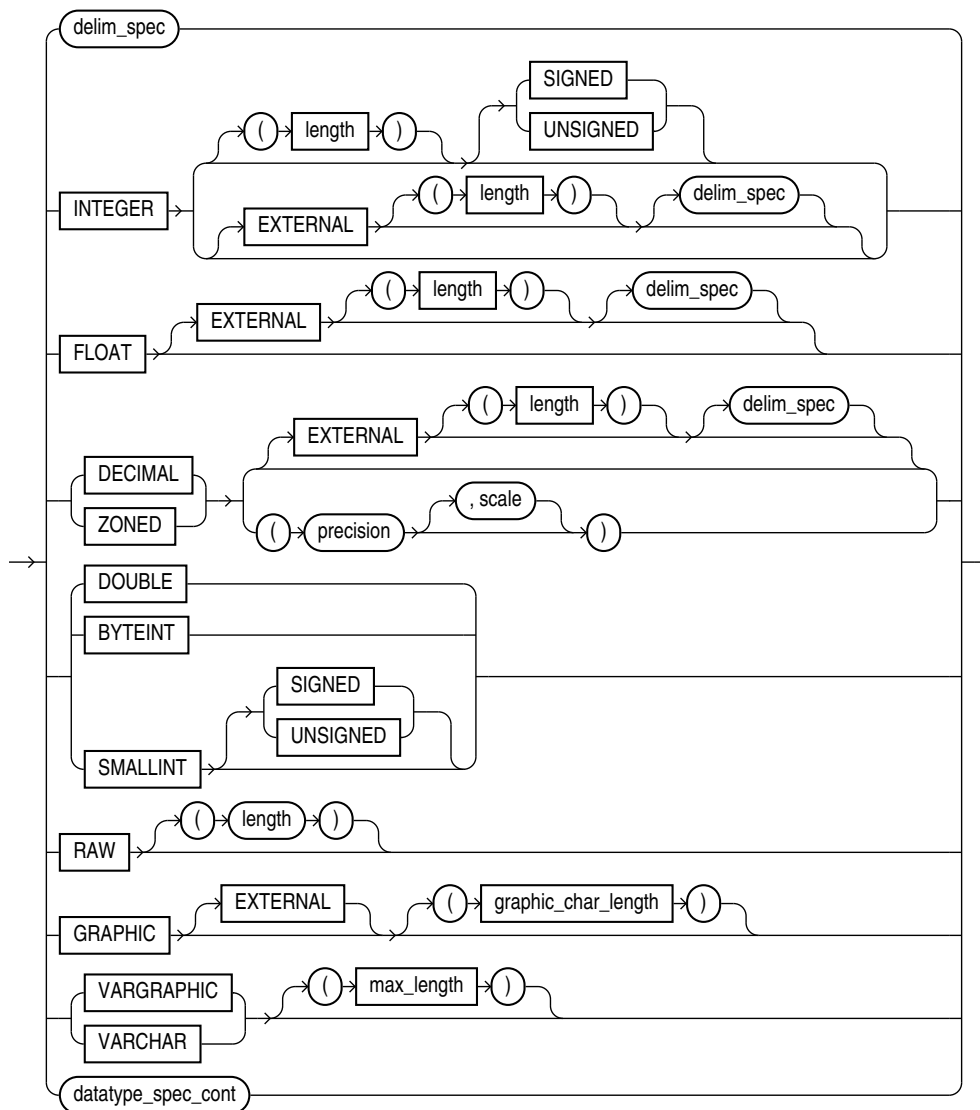 delim_spec
SIGNED
( length ) UNSIGNED
INTEGER
EXTERNAL ( length ) delim_spec
FLOAT EXTERNAL ( length ) delim_spec
EXTERNAL ( length ) delim_spec
DECIMAL
ZONED
( precision , scale )
DOUBLE
BYTEINT
SIGNED
UNSIGNED
SMALLINT
RAW ( length )
GRAPHIC EXTERNAL ( graphic_char_length )
VARGRAPHIC ( max_length )
VARCHAR
datatype_spec_cont